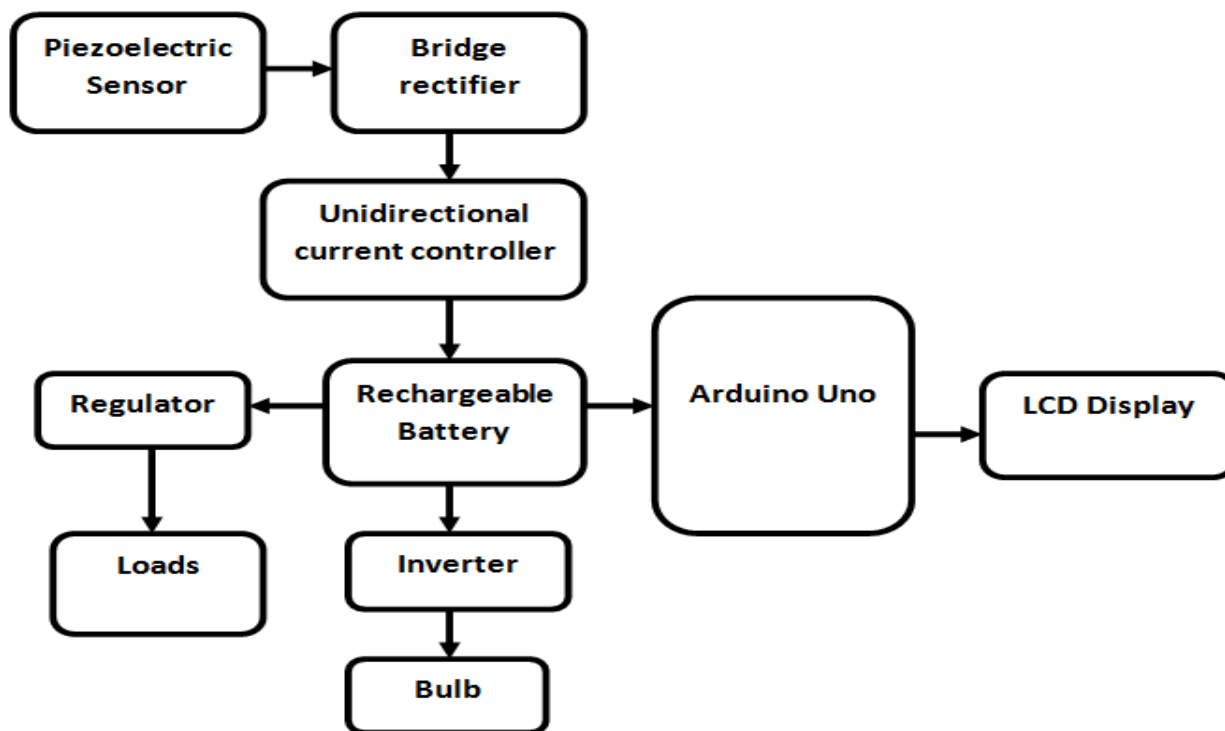 Piezoelectric
Sensor
Bridge
rectifier
Unidirectional
current controller
Regulator
Rechargeable
Battery
Arduino Uno
LCD Display
Loads
Inverter
Bulb